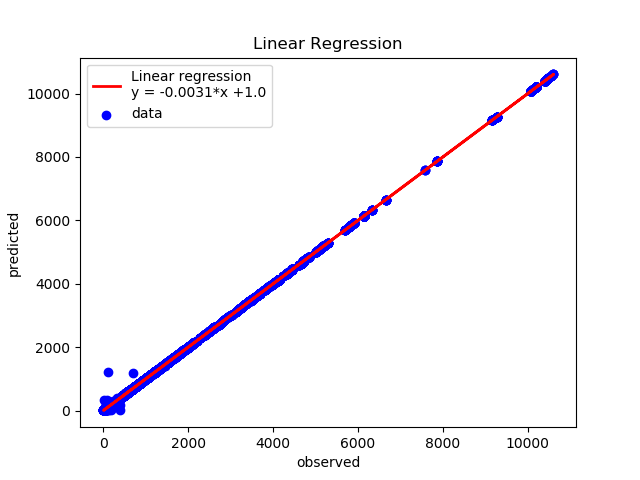 Linear Regression
Linear regression
y = -0.0031*x +1.0
data
predicted
10000
8000
6000
4000
2000
0
0 2000 4000 6000 8000 10000
observed